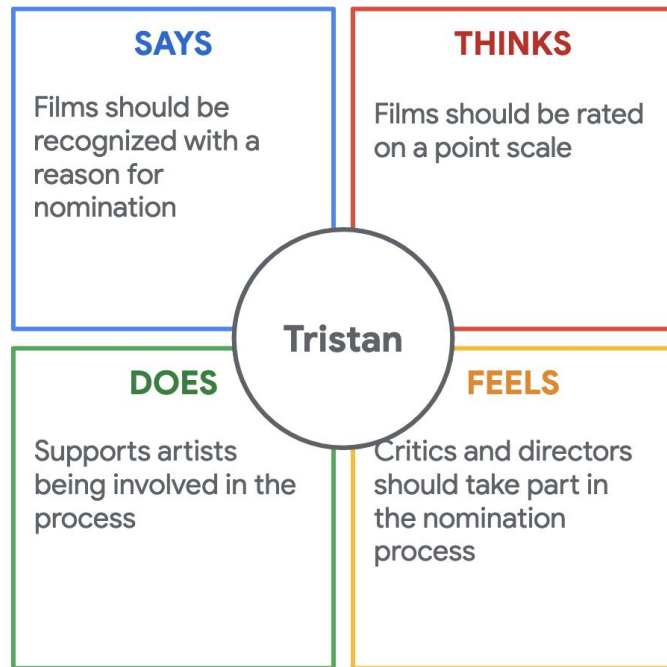 SAYS
Films should be
recognized with a
reason for
nomination
THINKS
Films should be rated
on a point scale
Tristan
DOES
Supports artists
being involved in the
process
FEELS
Critics and directors
should take part in
the nomination
process